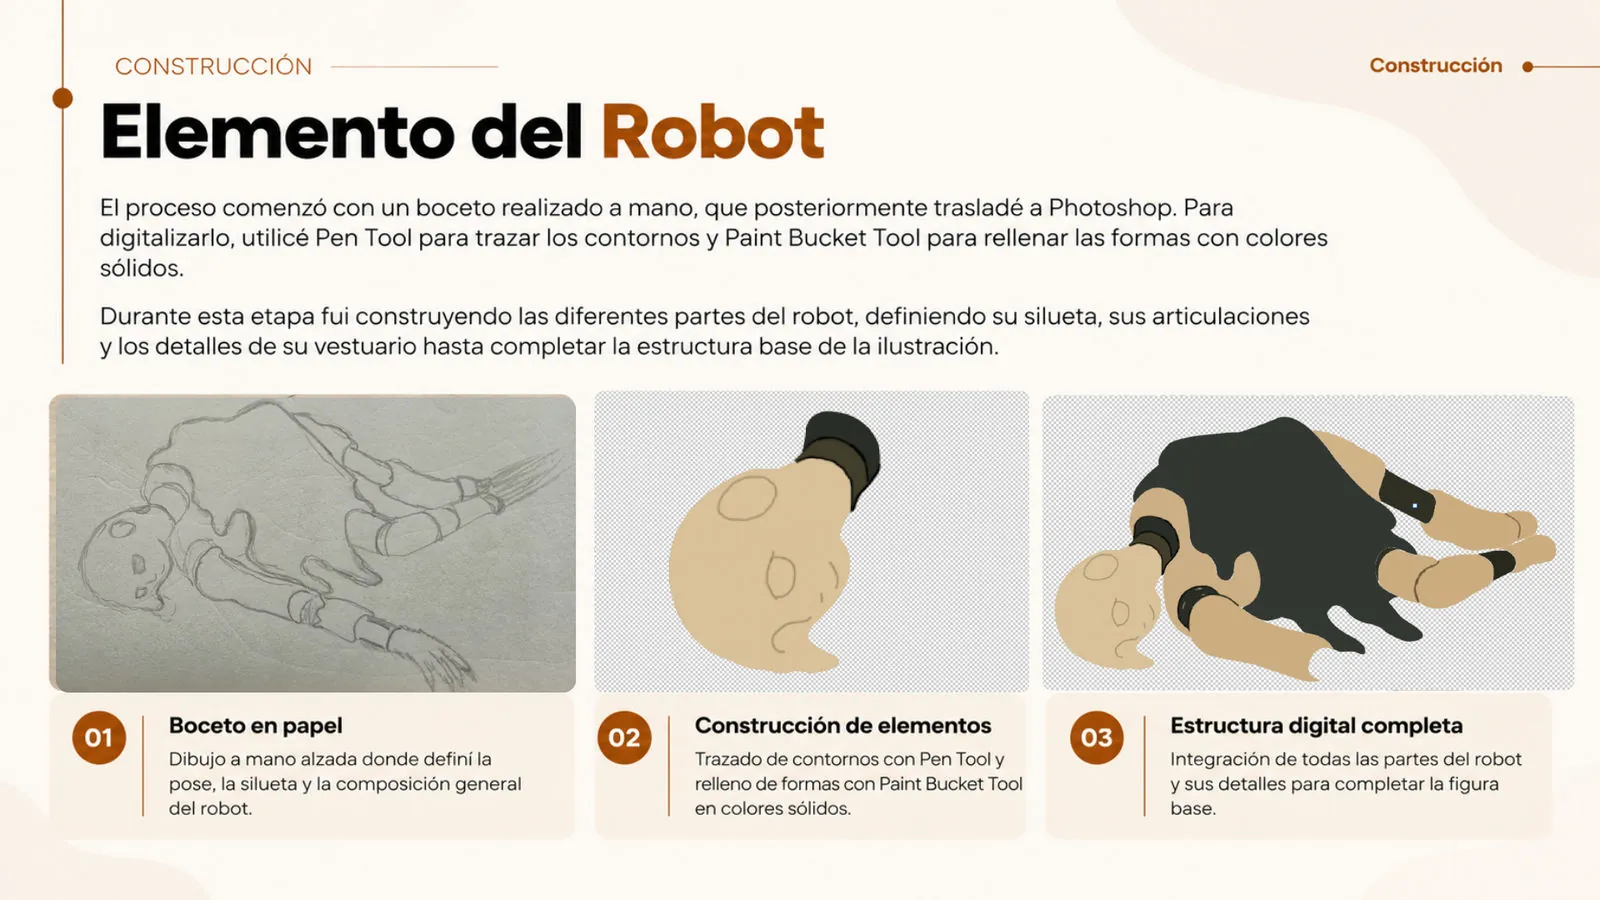 CONSTRUCCIÓN
Construcción
Elemento del Robot
El proceso comenzó con un boceto realizado a mano, que posteriormente trasladé a Photoshop. Para
digitalizarlo, utilicé Pen Tool para trazar los contornos y Paint Bucket Tool para rellenar las formas con colores
sólidos.
Durante esta etapa fui construyendo las diferentes partes del robot, definiendo su silueta, sus articulaciones
y los detalles de su vestuario hasta completar la estructura base de la ilustración.
01
Boceto en papel
Dibujo a mano alzada donde definí la
pose, la silueta y la composición general
del robot.
02
Construcción de elementos
Trazado de contornos con Pen Tool y
relleno de formas con Paint Bucket Tool
en colores sólidos.
03
Estructura digital completa
Integración de todas las partes del robot
y sus detalles para completar la figura
base.